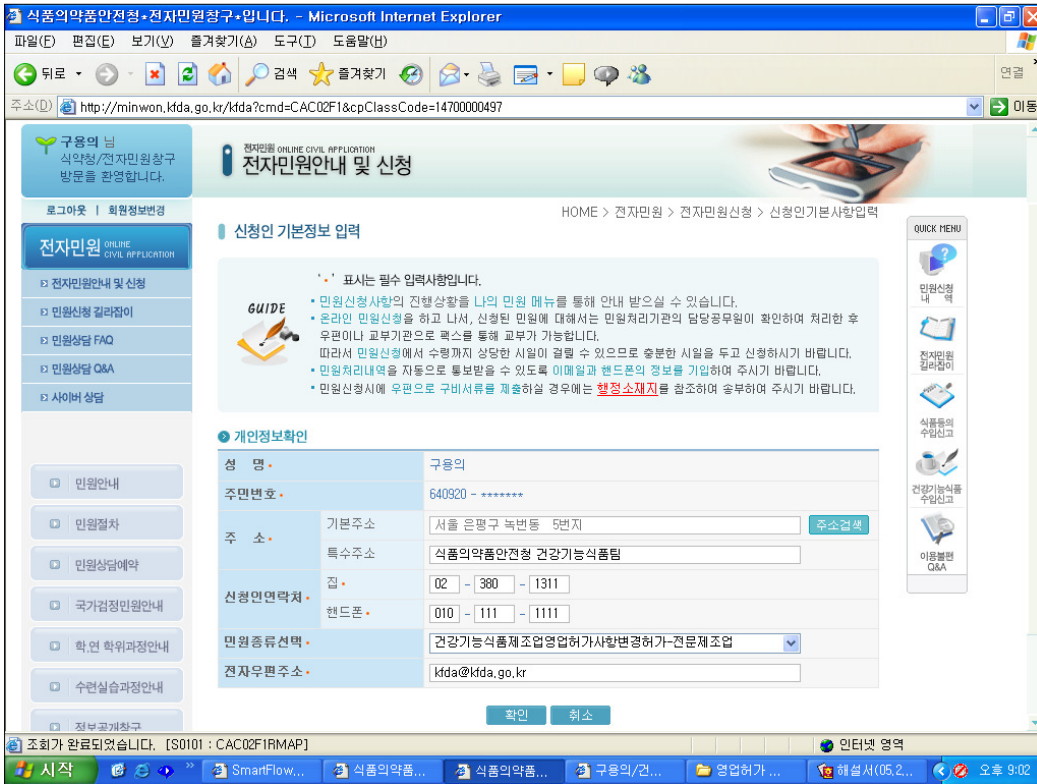 식품의약품안전청*전자민원창구*입니다. - Microsoft Internet Explorer
파일(F) 편집(E) 보기(V) 즐겨찾기(A) 도구(T) 도움말(H)
뒤로 검색 즐겨찾기 연결
주소(D) http://minwon.kfda.go.kr/kfda?cmd=CAC02F1&cpClassCode=14700000497 이동
구용의 님
식약청/전자민원창구
방문을 환영합니다.
로그아웃 | 회원정보변경
전자민원 ONLINE CIVIL APPLICATION
전자민원안내 및 신청
민원신청 길라잡이
민원상담 FAQ
민원상담 Q&A
사이버 상담
민원안내
민원절차
민원상담예약
국가검정민원안내
학.연 학위과정안내
수련실습과정안내
정보공개창구
전자민원 ONLINE CIVIL APPLICATION
전자민원안내 및 신청
HOME > 전자민원 > 전자민원신청 > 신청인기본사항입력
신청인 기본정보 입력
GUIDE
'•' 표시는 필수 입력사항입니다.
• 민원신청사항의 진행상황을 나의 민원 메뉴를 통해 안내 받으실 수 있습니다.
• 온라인 민원신청을 하고 나서, 신청된 민원에 대해서는 민원처리기관의 담당공무원이 확인하여 처리한 후
우편이나 교부기관으로 팩스를 통해 교부가 가능합니다.
따라서 민원신청에서 수령까지 상당한 시일이 걸릴 수 있으므로 충분한 시일을 두고 신청하시기 바랍니다.
• 민원처리내역을 자동으로 통보받을 수 있도록 이메일과 핸드폰의 정보를 기입하여 주시기 바랍니다.
• 민원신청시에 우편으로 구비서류를 제출하실 경우에는 행정소재지를 참조하여 송부하여 주시기 바랍니다.
개인정보확인
성 명• 구용의
주민번호• 640920 - *******
주 소• 기본주소 서울 은평구 녹번동 5번지 주소검색
특수주소 식품의약품안전청 건강기능식품팀
신청인연락처• 집• 02 - 380 - 1311
핸드폰• 010 - 111 - 1111
민원종류선택• 건강기능식품제조업영업허가사항변경허가-전문제조업
전자우편주소• kfda@kfda.go.kr
확인 취소
QUICK MENU
민원신청
내 역
전자민원
길라잡이
식품등의
수입신고
건강기능식품
수입신고
이용불편
Q&A
조회가 완료되었습니다. [S0101 : CAC02F1RMAP] 인터넷 영역
시작 SmartFlow... 식품의약품... 식품의약품... 구용의/건... 영업허가 ... 해설서(05,2... 오후 9:02